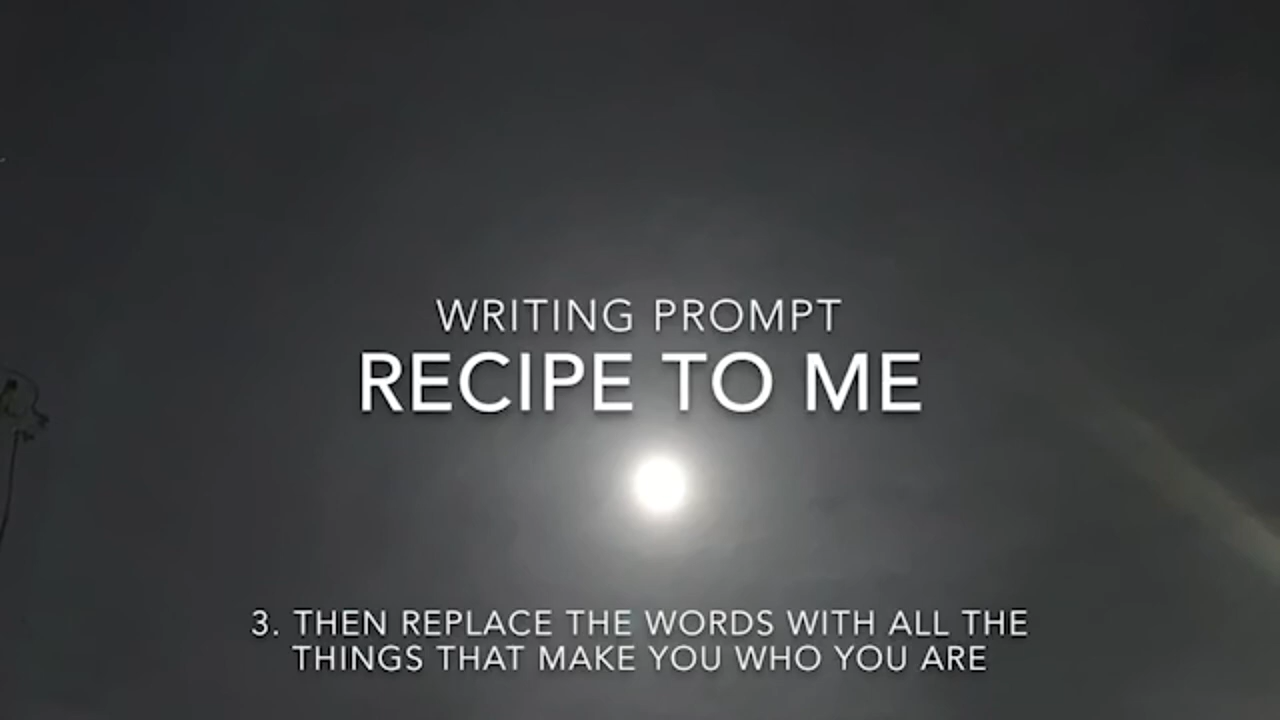 WRITING PROMPT
RECIPE TO ME
3. THEN REPLACE THE WORDS WITH ALL THE
THINGS THAT MAKE YOU WHO YOU ARE